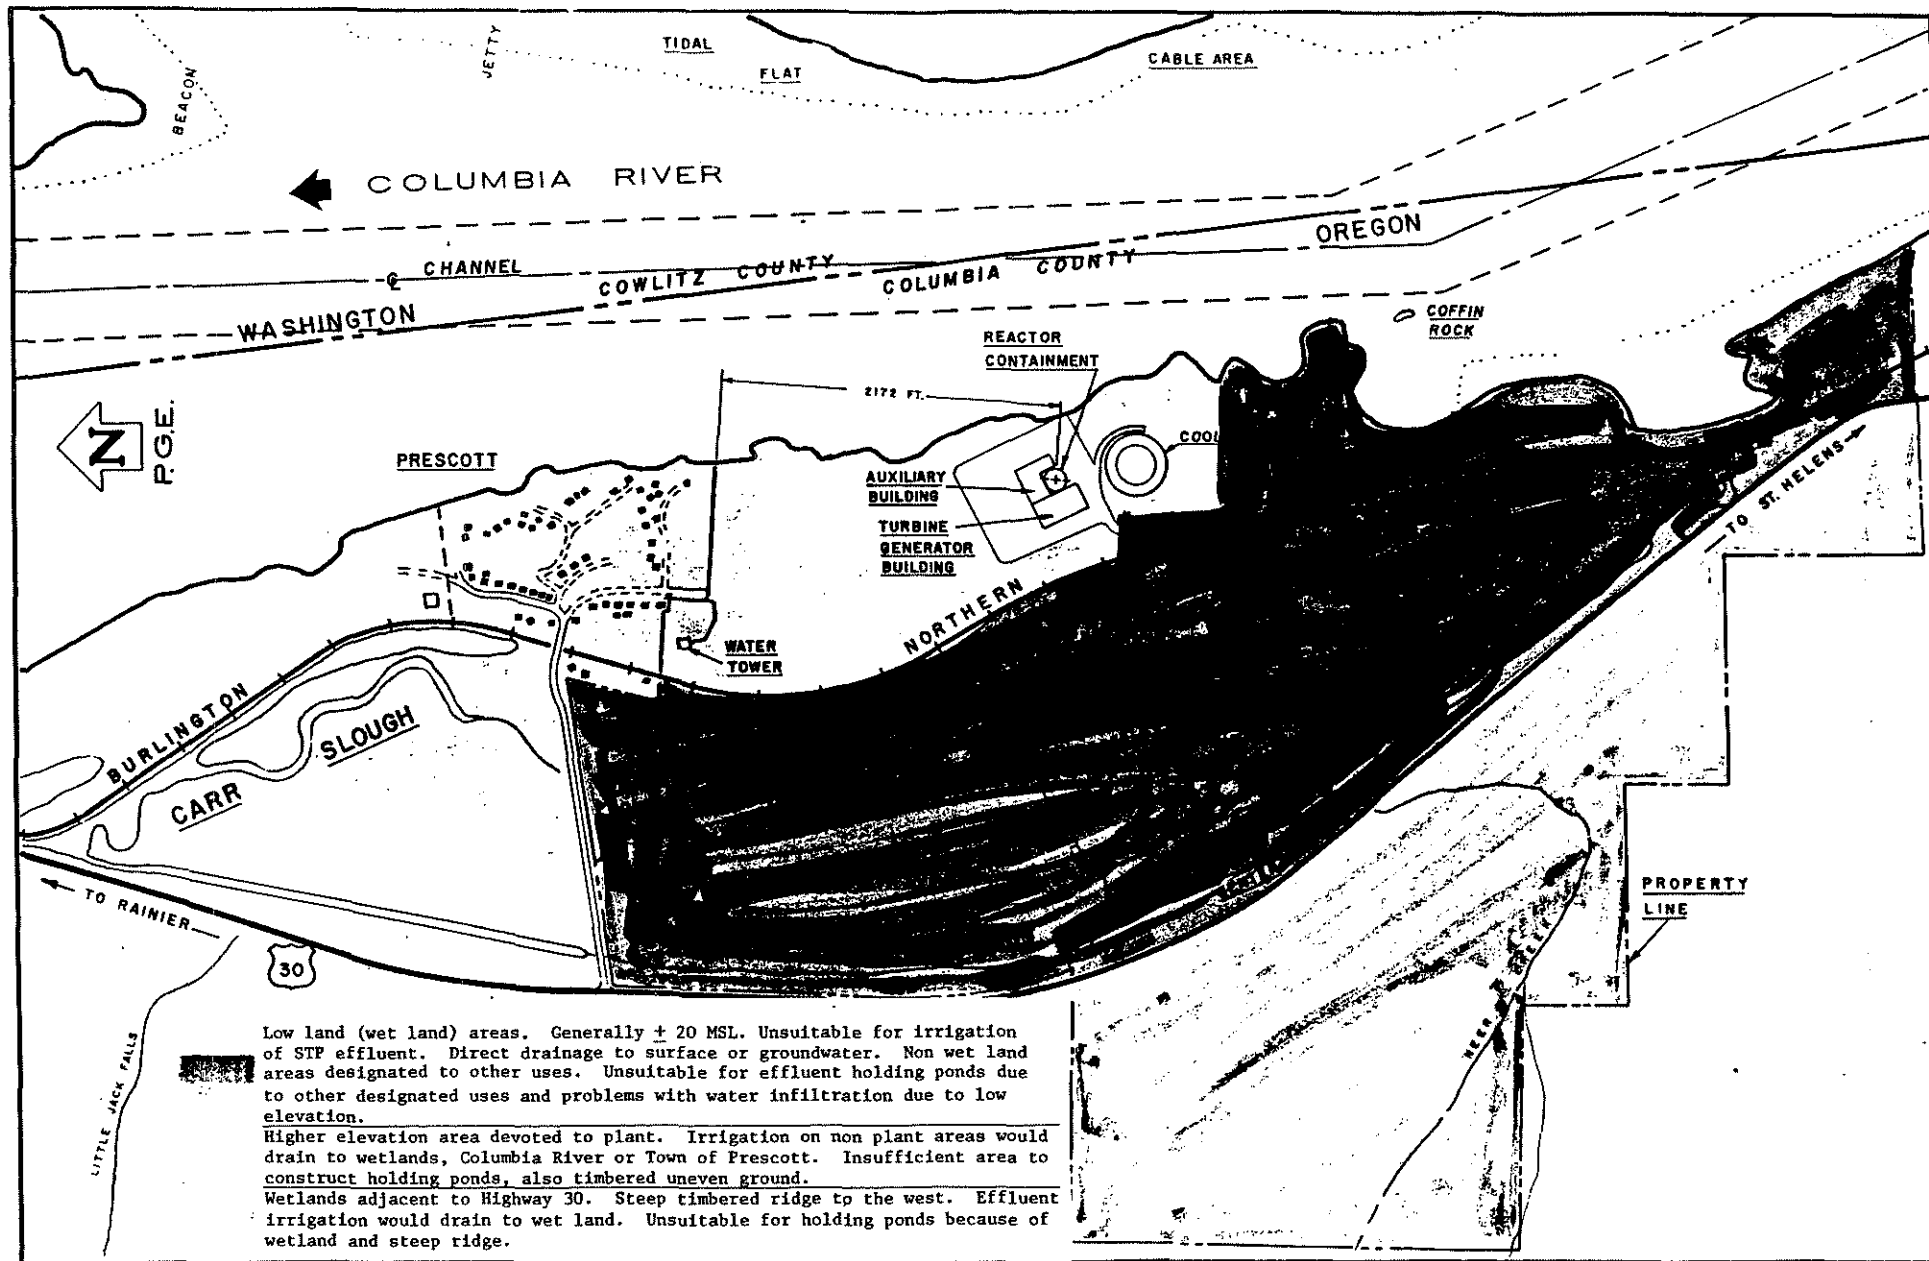 TIDAL
FLAT
JETTY
BEACON
CABLE AREA
COLUMBIA RIVER
OREGON
℄ CHANNEL
COWLITZ COUNTY
COLUMBIA COUNTY
WASHINGTON
COFFIN
ROCK
REACTOR
CONTAINMENT
2172 FT.
N
P.G.E.
PRESCOTT
COOL
AUXILIARY
BUILDING
TURBINE
GENERATOR
BUILDING
TO ST. HELENS
NORTHERN
WATER
TOWER
BURLINGTON
SLOUGH
CARR
PROPERTY
LINE
TO RAINIER
30
LITTLE JACK FALLS
NEER
Low land (wet land) areas. Generally ± 20 MSL. Unsuitable for irrigation
of STP effluent. Direct drainage to surface or groundwater. Non wet land
areas designated to other uses. Unsuitable for effluent holding ponds due
to other designated uses and problems with water infiltration due to low
elevation.
Higher elevation area devoted to plant. Irrigation on non plant areas would
drain to wetlands, Columbia River or Town of Prescott. Insufficient area to
construct holding ponds, also timbered uneven ground.
Wetlands adjacent to Highway 30. Steep timbered ridge to the west. Effluent
irrigation would drain to wet land. Unsuitable for holding ponds because of
wetland and steep ridge.